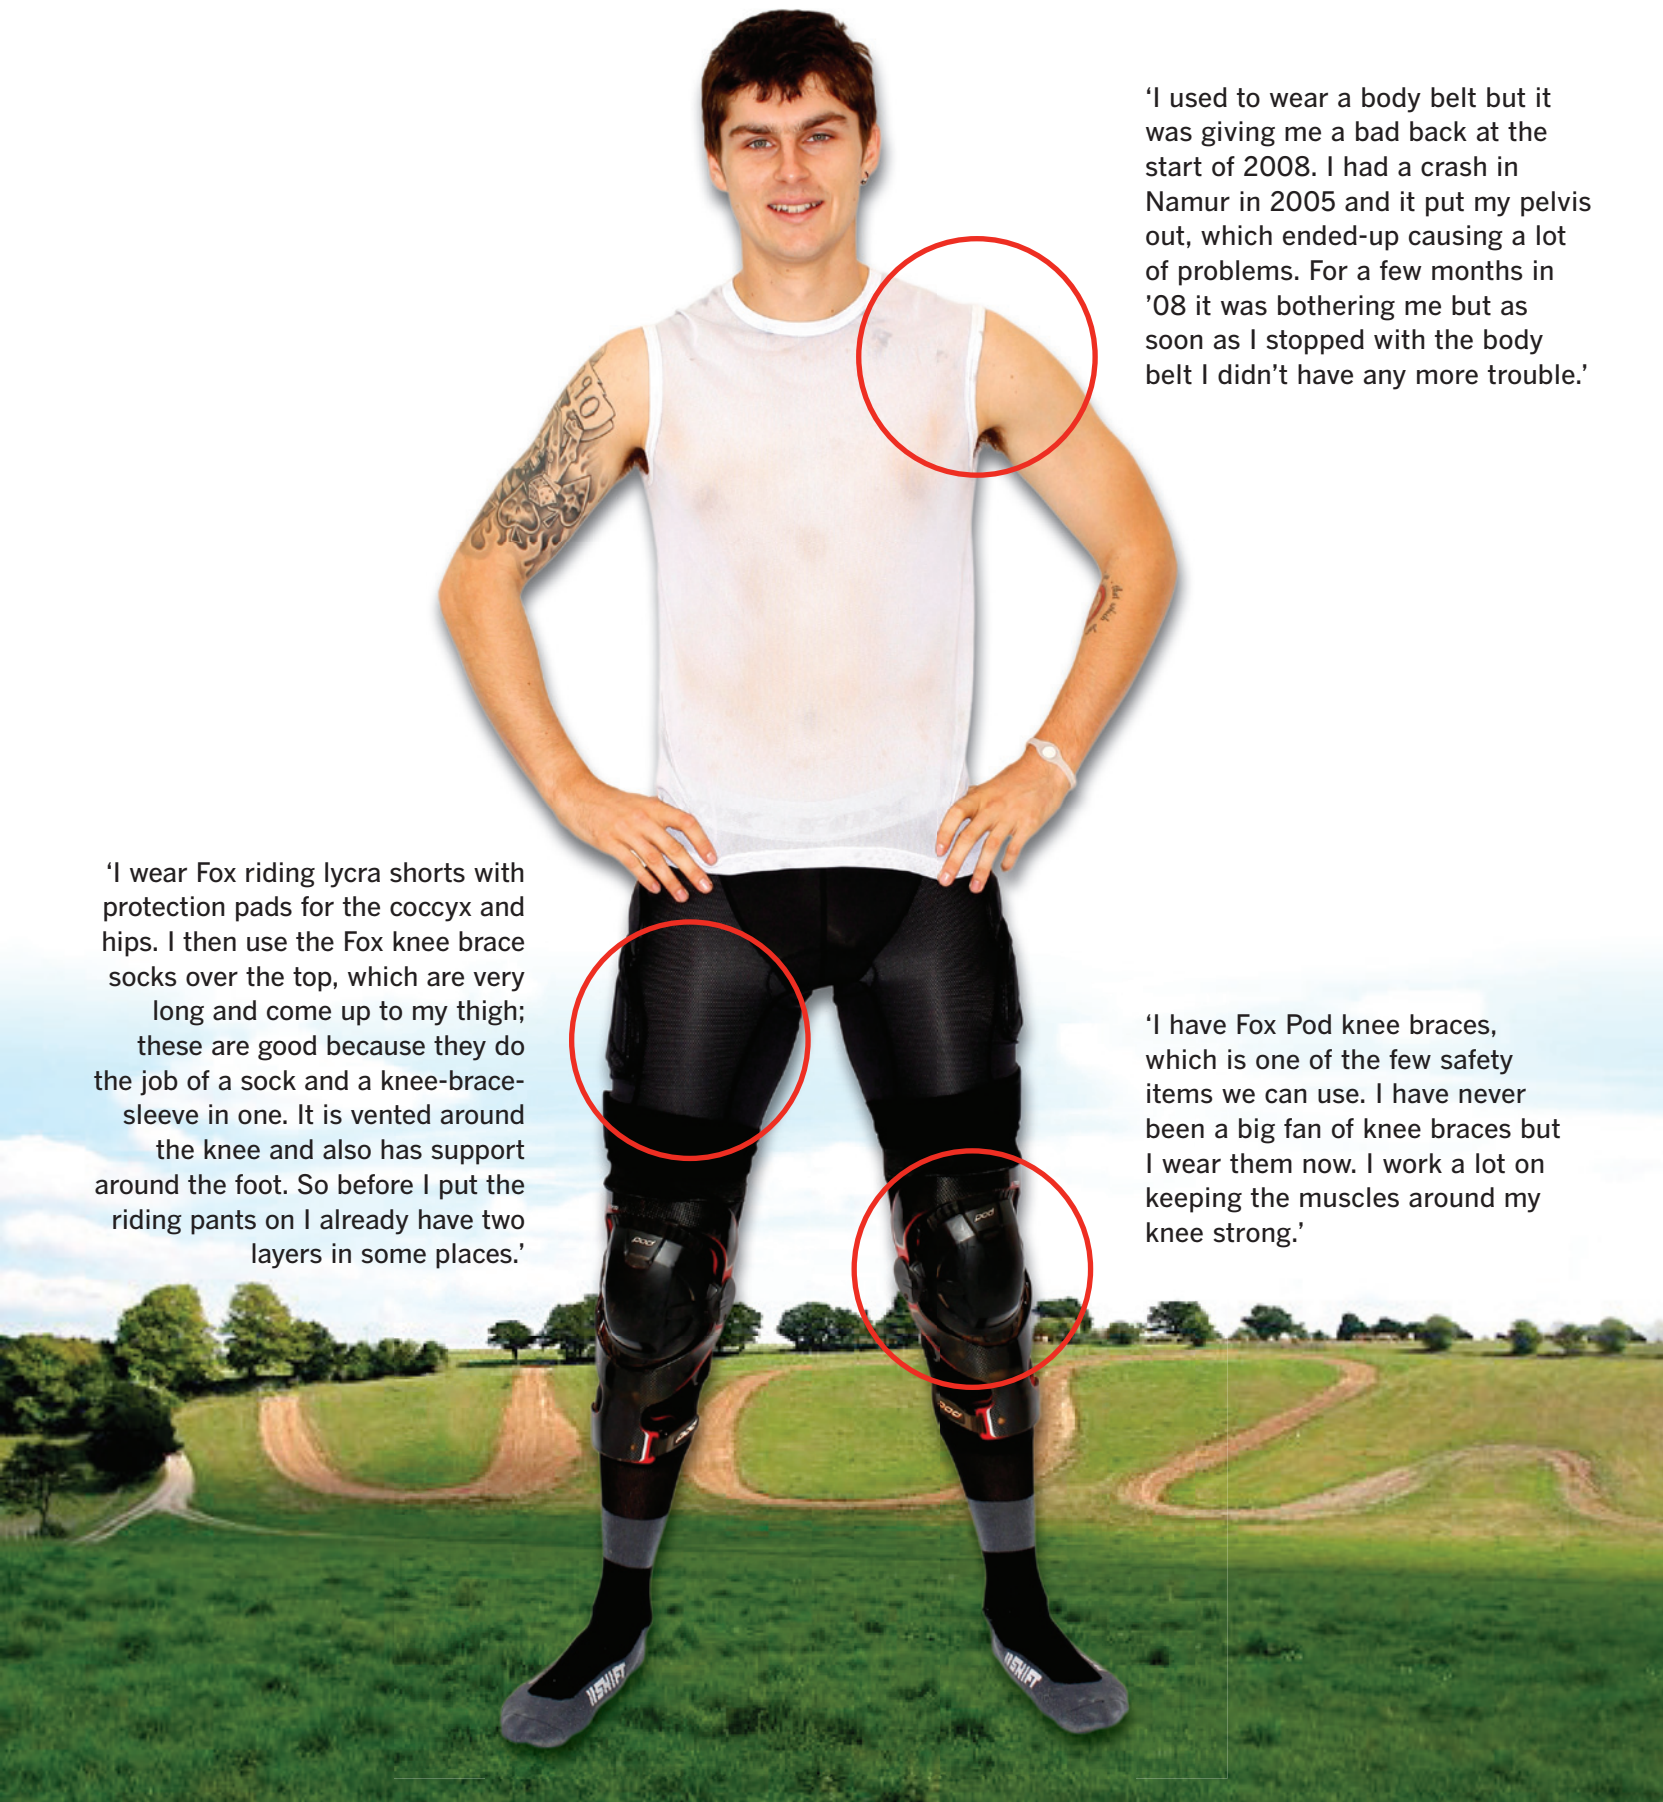 ‘I used to wear a body belt but it
was giving me a bad back at the
start of 2008. I had a crash in
Namur in 2005 and it put my pelvis
out, which ended-up causing a lot
of problems. For a few months in
’08 it was bothering me but as
soon as I stopped with the body
belt I didn’t have any more trouble.’
‘I wear Fox riding lycra shorts with
protection pads for the coccyx and
hips. I then use the Fox knee brace
socks over the top, which are very
long and come up to my thigh;
these are good because they do
the job of a sock and a knee-brace-
sleeve in one. It is vented around
the knee and also has support
around the foot. So before I put the
riding pants on I already have two
layers in some places.’
‘I have Fox Pod knee braces,
which is one of the few safety
items we can use. I have never
been a big fan of knee braces but
I wear them now. I work a lot on
keeping the muscles around my
knee strong.’
pod
pod
pod
SHIFT
SHIFT